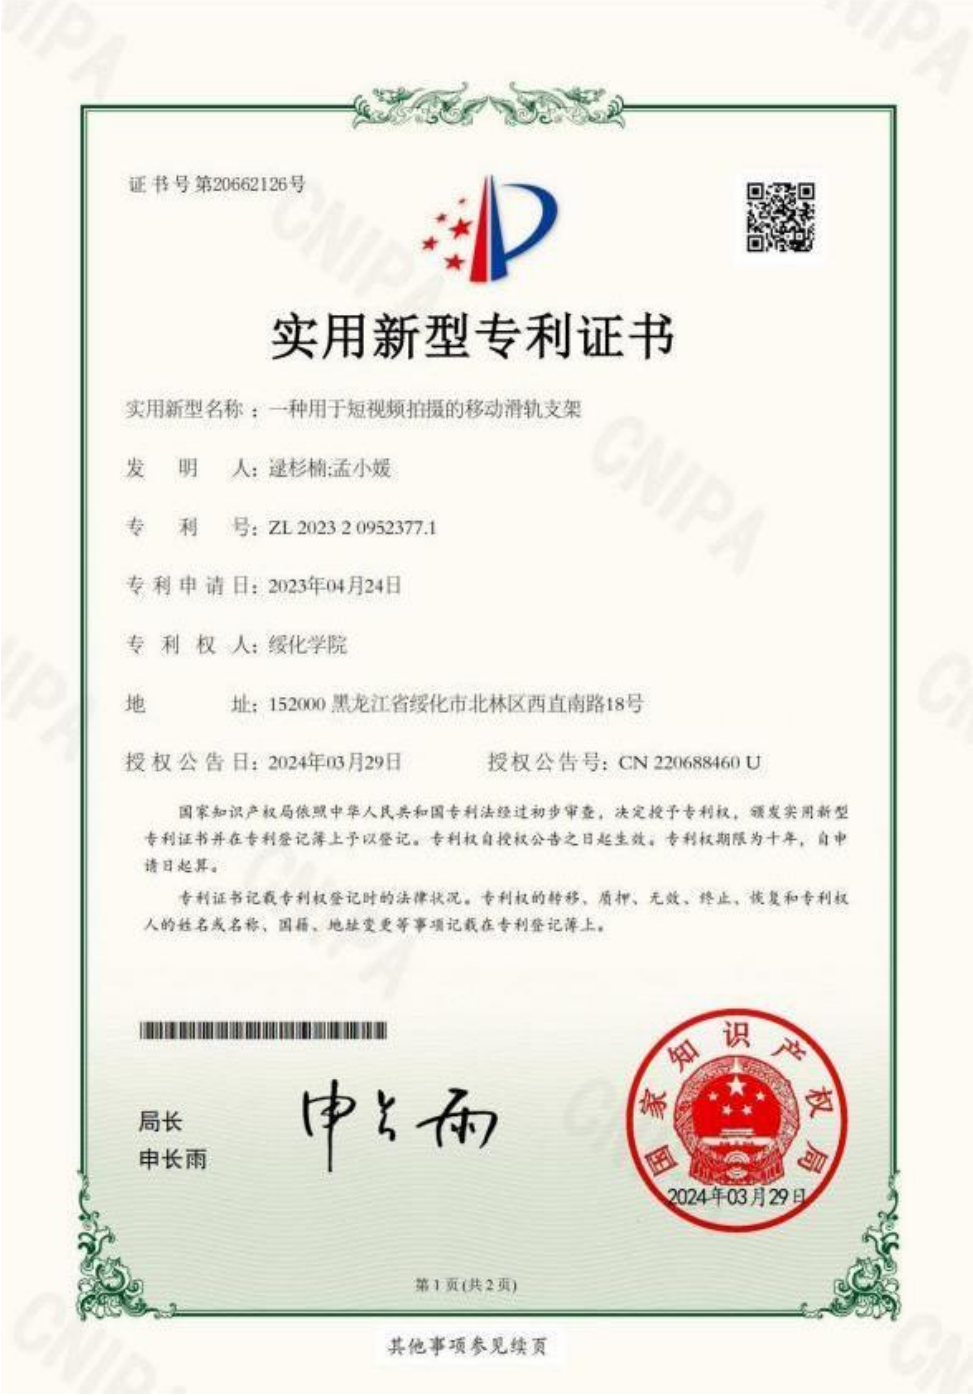 证书号第20662126号
实用新型专利证书
实用新型名称：一种用于短视频拍摄的移动滑轨支架
发明人：逯杉楠;孟小媛
专利号：ZL 2023 2 0952377.1
专利申请日：2023年04月24日
专利权人：绥化学院
地址：152000 黑龙江省绥化市北林区西直南路18号
授权公告日：2024年03月29日 授权公告号：CN 220688460 U
国家知识产权局依照中华人民共和国专利法经过初步审查，决定授予专利权，颁发实用新型
专利证书并在专利登记簿上予以登记。专利权自授权公告之日起生效。专利权期限为十年，自申
请日起算。
专利证书记载专利权登记时的法律状况。专利权的转移、质押、无效、终止、恢复和专利权
人的姓名或名称、国籍、地址变更等事项记载在专利登记簿上。
局长
申长雨
申长雨
国家知识产权局
2024年03月29日
第1页(共2页)
其他事项参见续页
CNIPA
CNIPA
CNIPA
CNIPA